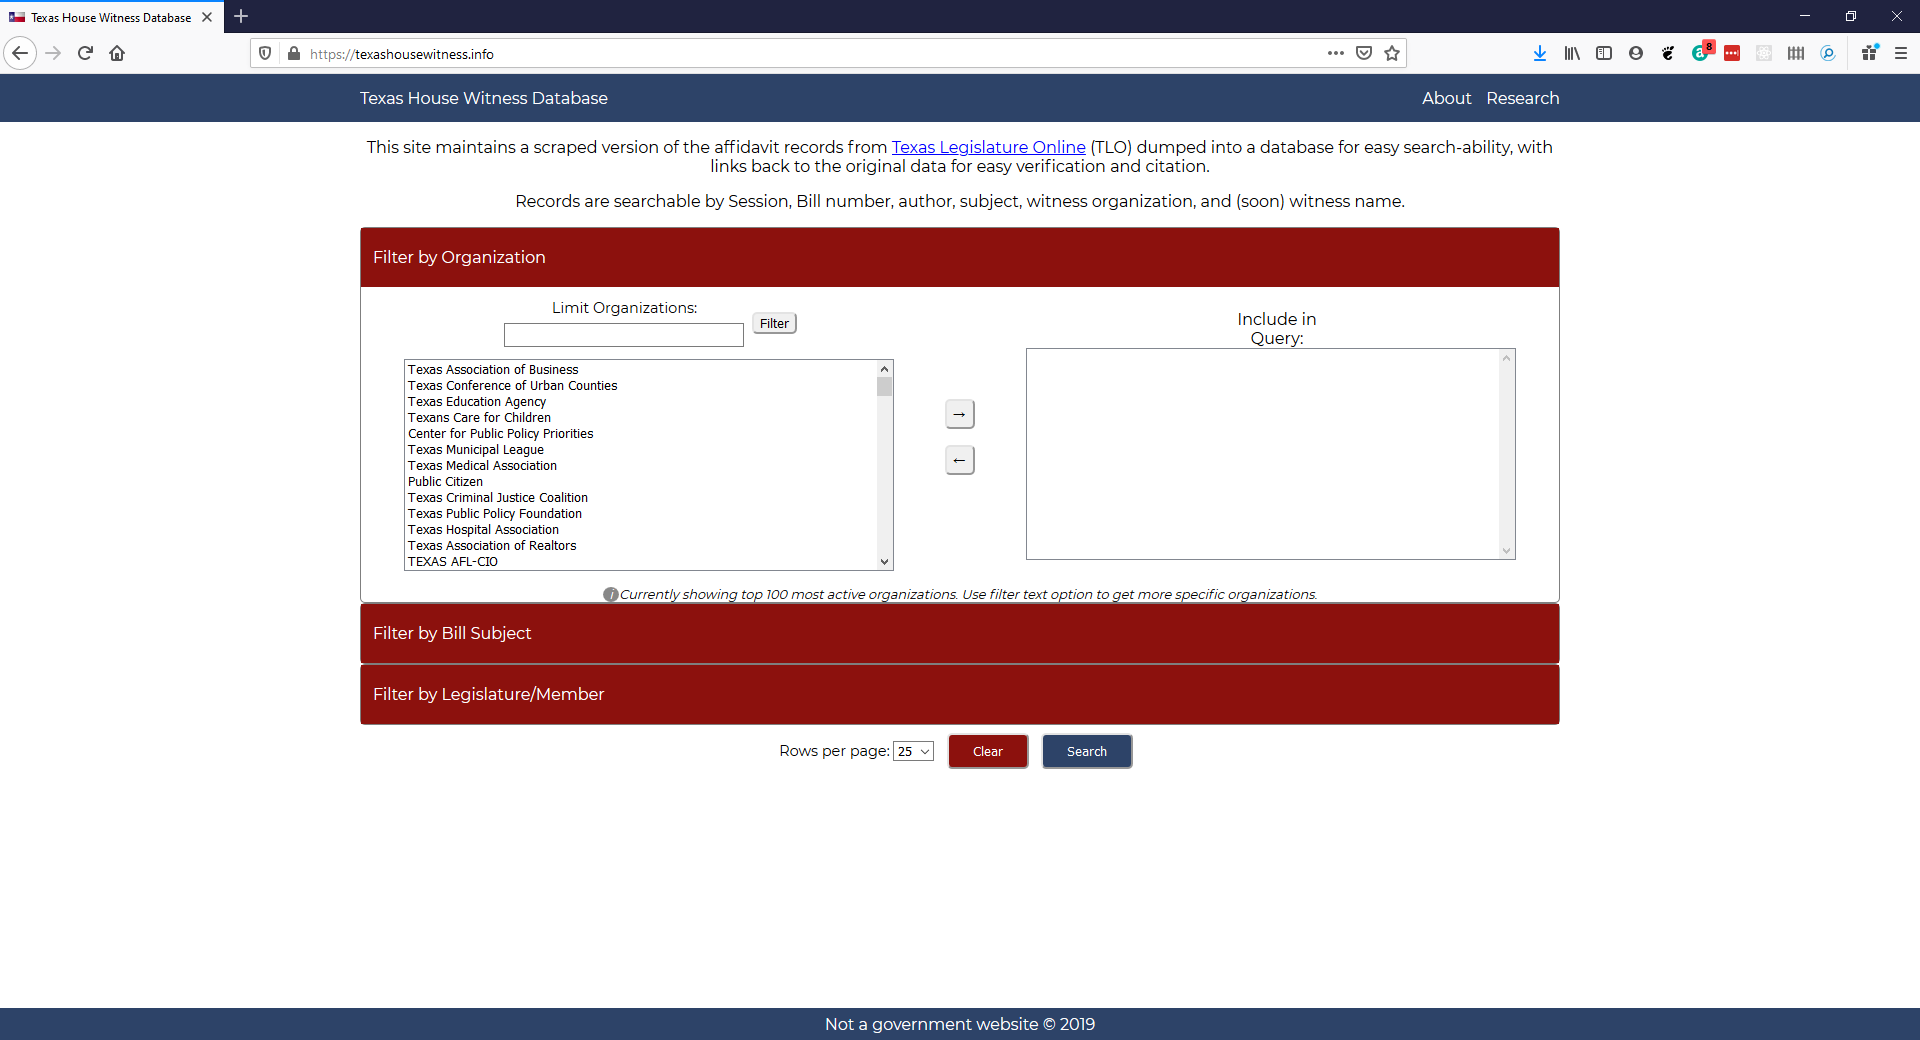 Texas House Witness Database
https://texashousewitness.info
8
Texas House Witness Database
About Research
This site maintains a scraped version of the affidavit records from Texas Legislature Online (TLO) dumped into a database for easy search-ability, with
links back to the original data for easy verification and citation.
Records are searchable by Session, Bill number, author, subject, witness organization, and (soon) witness name.
Filter by Organization
Limit Organizations:
Filter
Texas Association of Business
Texas Conference of Urban Counties
Texas Education Agency
Texans Care for Children
Center for Public Policy Priorities
Texas Municipal League
Texas Medical Association
Public Citizen
Texas Criminal Justice Coalition
Texas Public Policy Foundation
Texas Hospital Association
Texas Association of Realtors
TEXAS AFL-CIO
→
←
Include in
Query:
Currently showing top 100 most active organizations. Use filter text option to get more specific organizations.
Filter by Bill Subject
Filter by Legislature/Member
Rows per page: 25 Clear Search
Not a government website © 2019